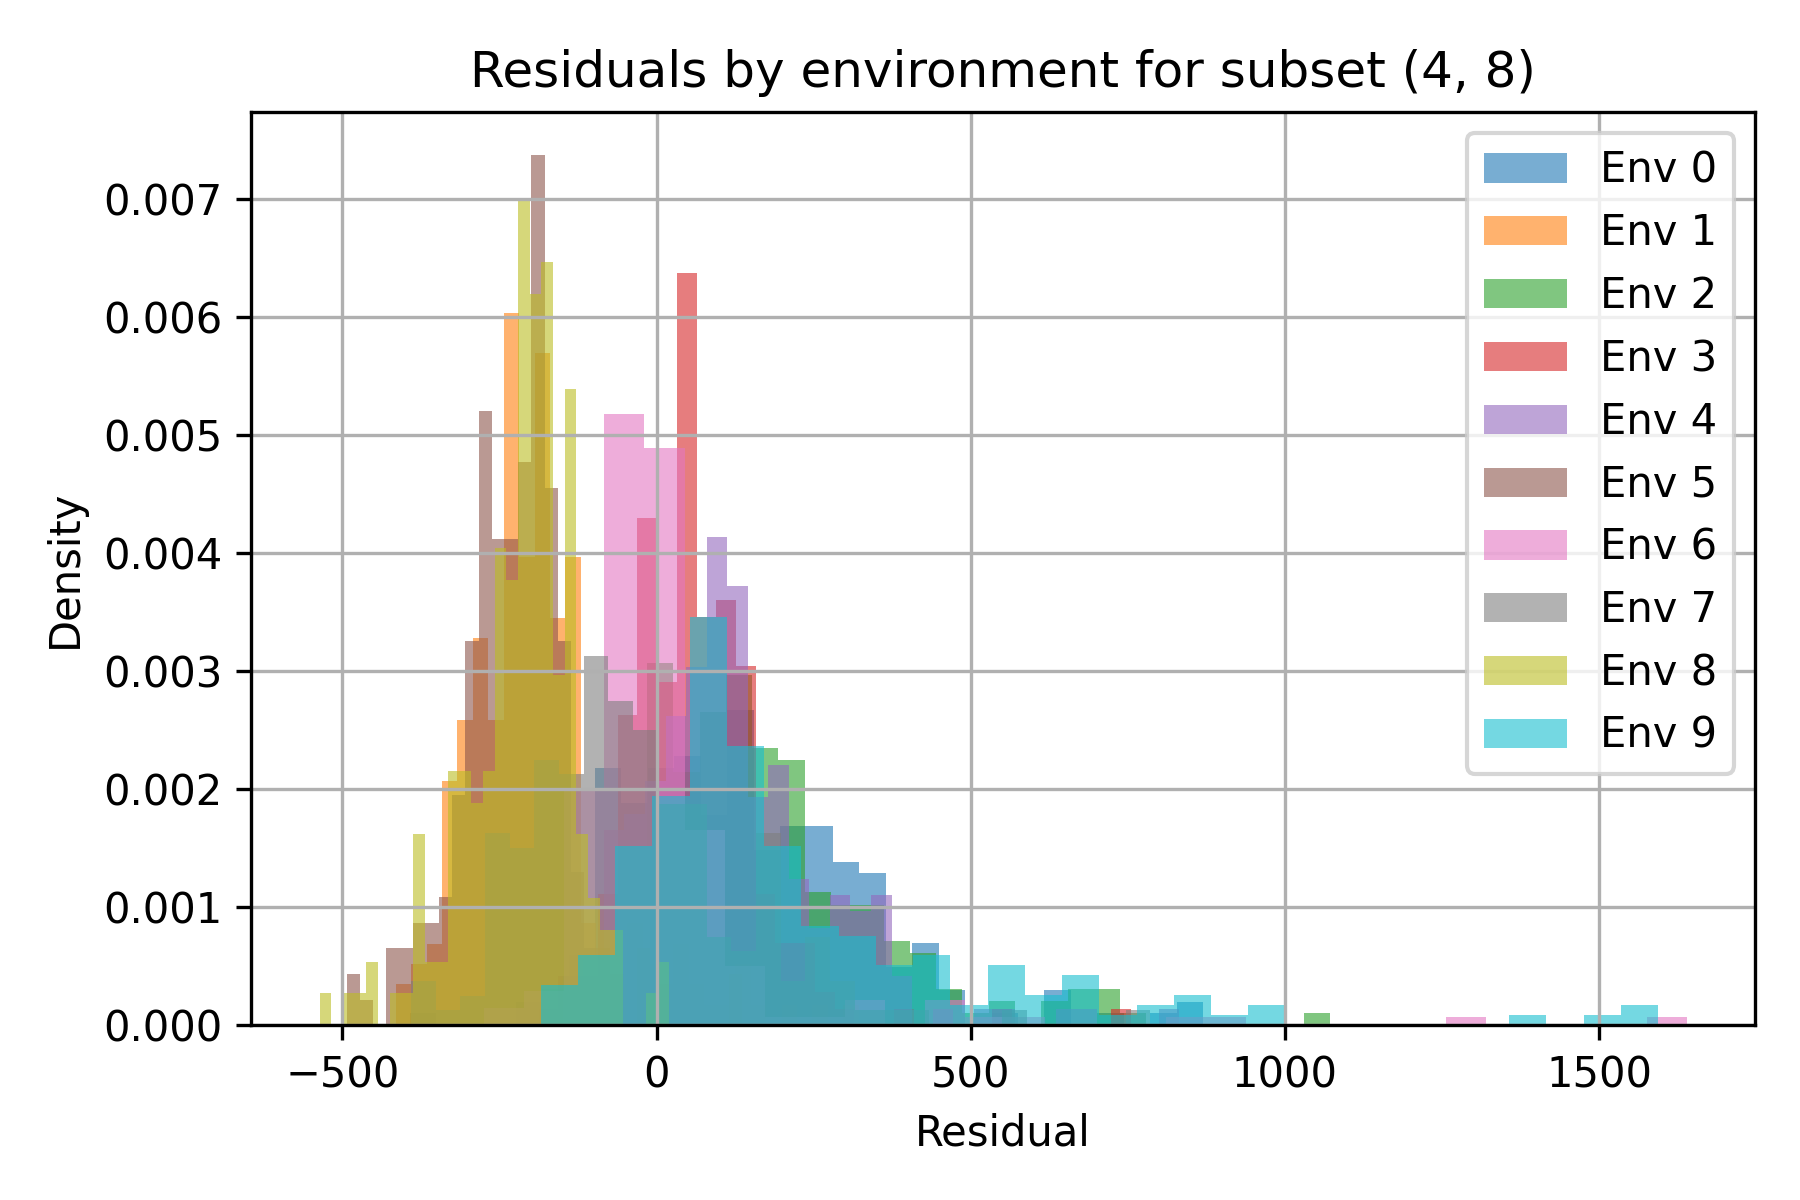 Residuals by environment for subset (4, 8)
0.007
0.006
0.005
0.004
0.003
0.002
0.001
0.000
Density
−500
0
500
1000
1500
Residual
Env 0
Env 1
Env 2
Env 3
Env 4
Env 5
Env 6
Env 7
Env 8
Env 9